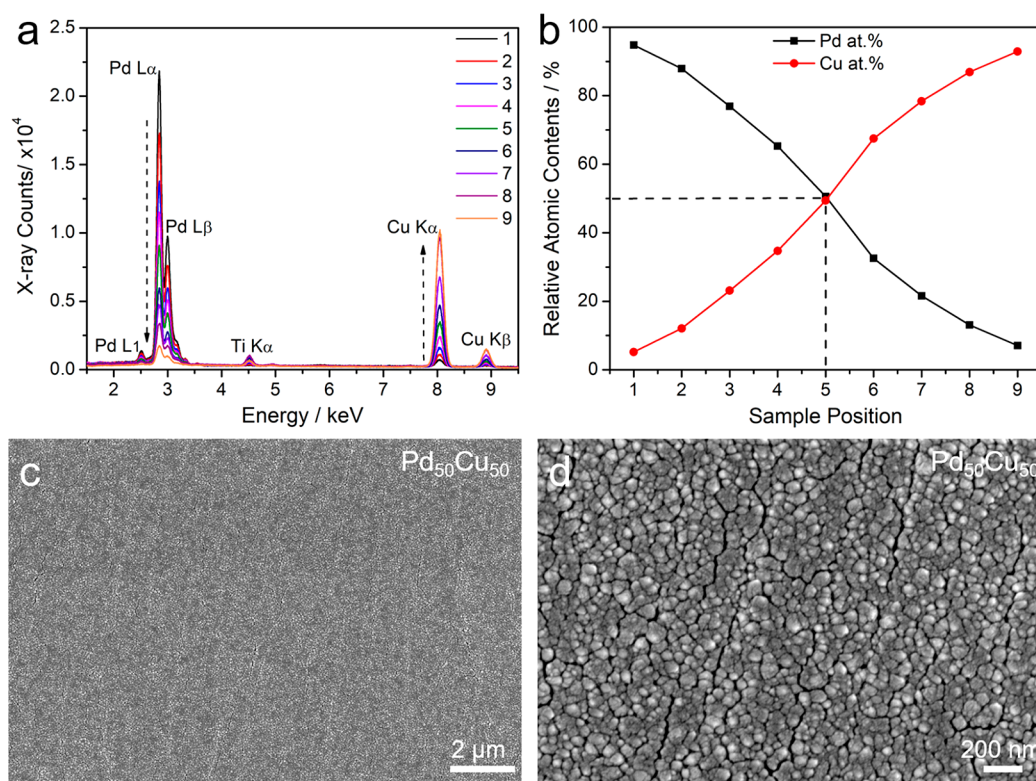 a
2.5
2.0
1.5
1.0
0.5
0.0
X-ray Counts/ x10⁴
Pd Lα
Pd Lβ
Pd L1
Ti Kα
Cu Kα
Cu Kβ
1
2
3
4
5
6
7
8
9
2 3 4 5 6 7 8 9
Energy / keV
b
100
80
60
40
20
0
Relative Atomic Contents / %
Pd at.%
Cu at.%
1 2 3 4 5 6 7 8 9
Sample Position
c
Pd₅₀Cu₅₀
2 μm
d
Pd₅₀Cu₅₀
200 nm